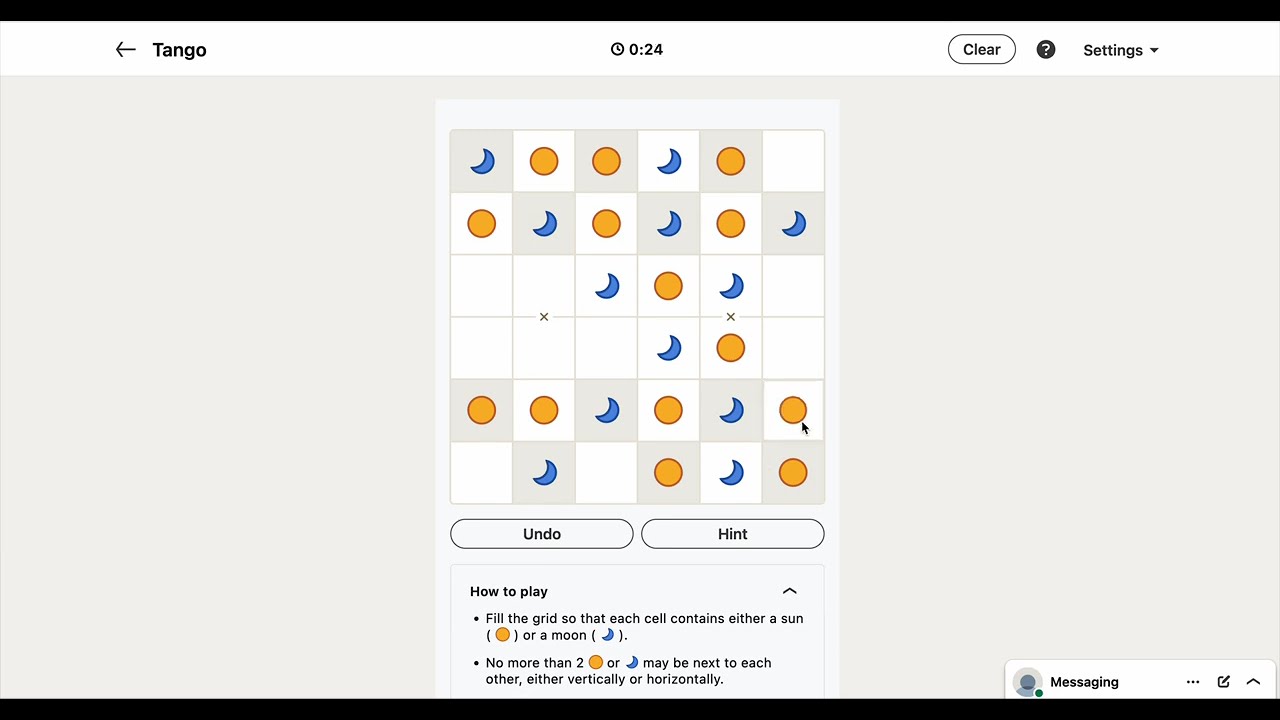 Tango
0:24
Clear
?
Settings
×
×
Undo
Hint
How to play
• Fill the grid so that each cell contains either a sun
( ) or a moon ( ).
• No more than 2 or may be next to each
other, either vertically or horizontally.
Messaging